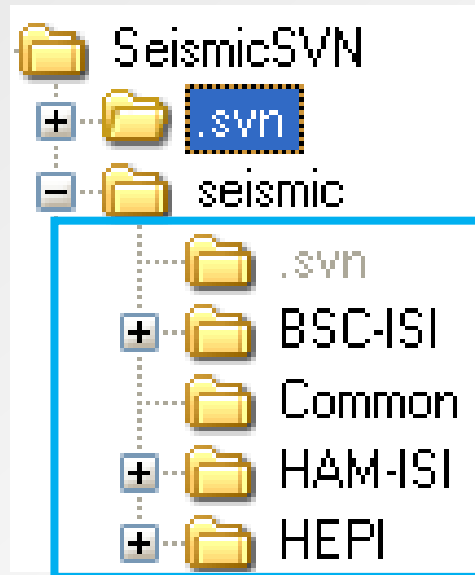 SeismicSVN
.svn
seismic
.svn
BSC-ISI
Common
HAM-ISI
HEPI